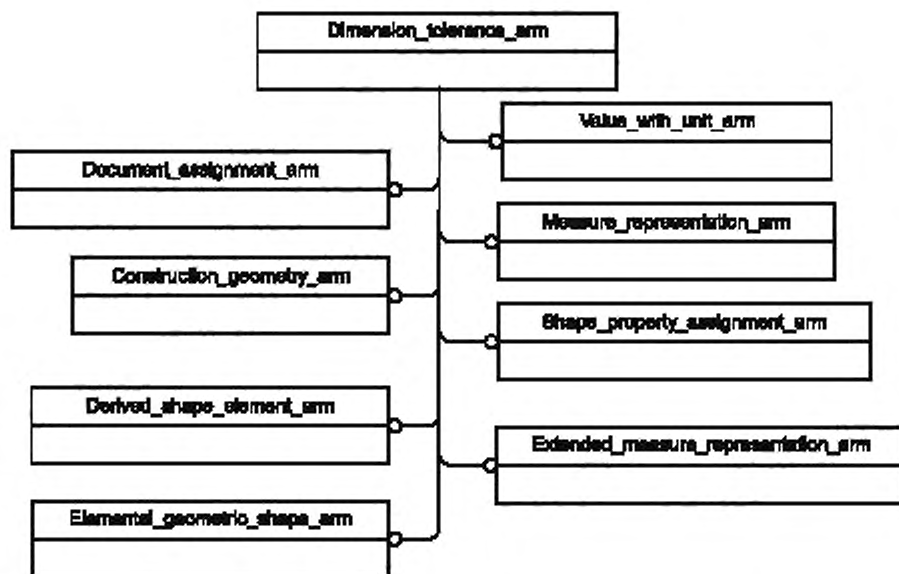 Dimension_tolerance_arm
Value_with_unit_arm
Document_assignment_arm
Measure_representation_arm
Construction_geometry_arm
Shape_property_assignment_arm
Derived_shape_element_arm
Extended_measure_representation_arm
Elemental_geometric_shape_arm